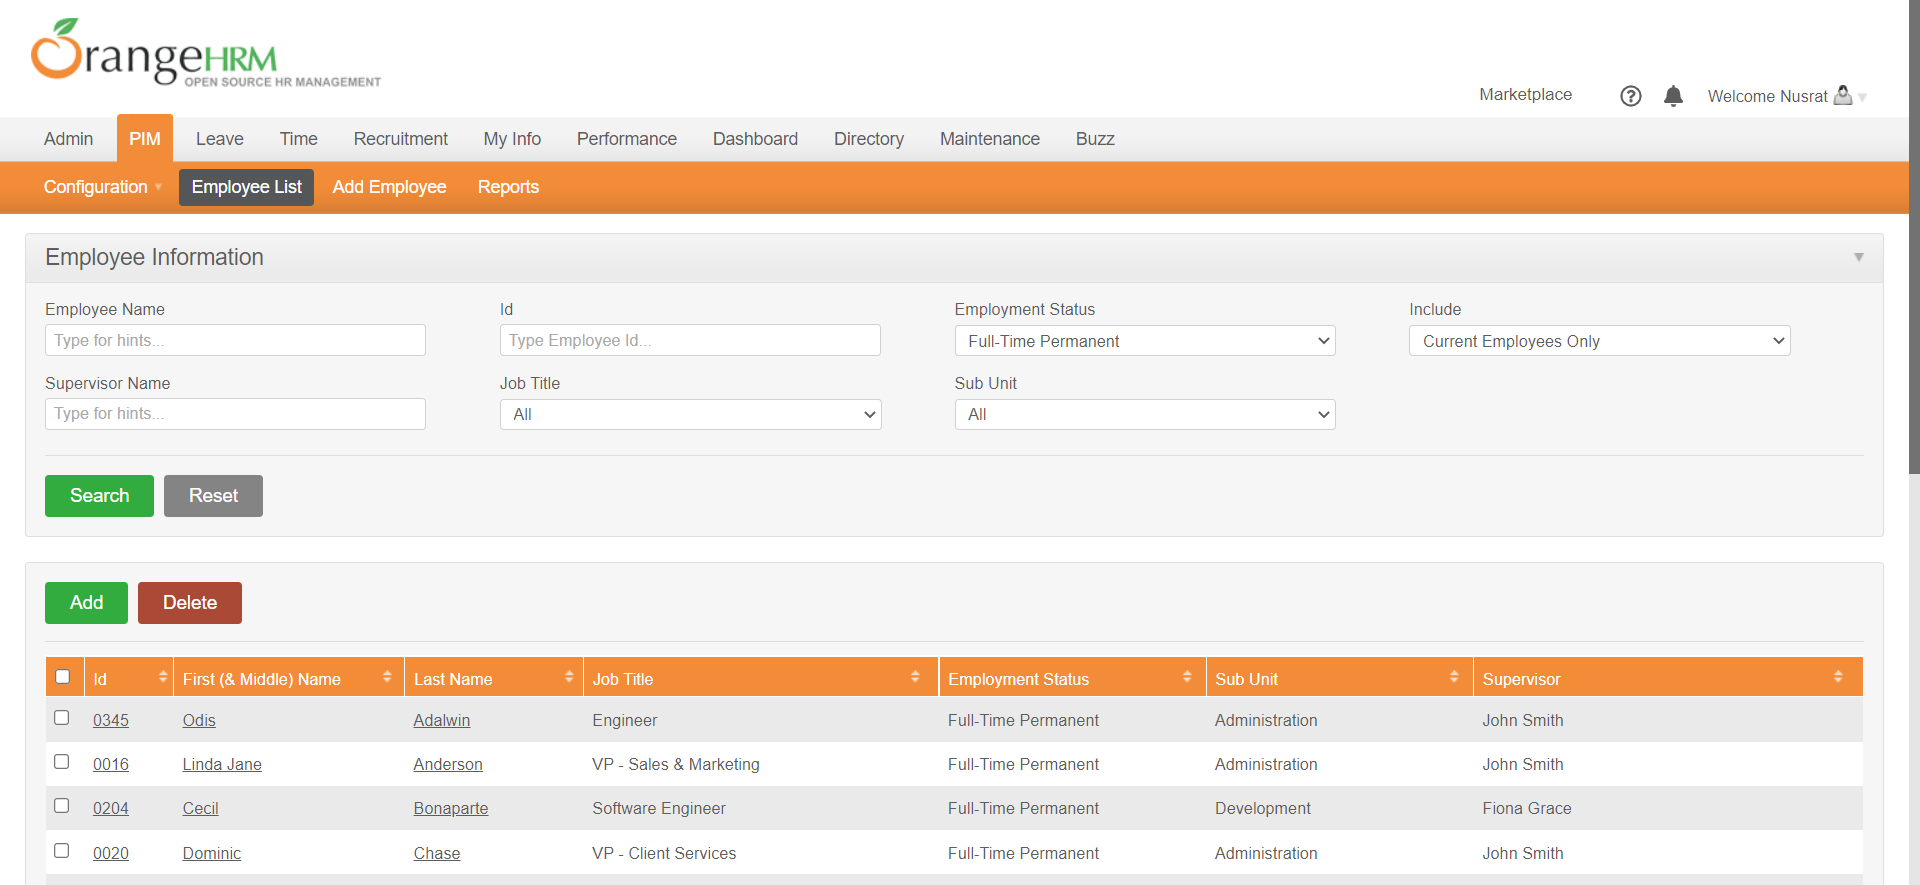 OrangeHRM
OPEN SOURCE HR MANAGEMENT
Marketplace
Welcome Nusrat
Admin PIM Leave Time Recruitment My Info Performance Dashboard Directory Maintenance Buzz
Configuration Employee List Add Employee Reports
Employee Information
Employee Name Id Employment Status Include
Type for hints... Type Employee Id... Full-Time Permanent Current Employees Only
Supervisor Name Job Title Sub Unit
Type for hints... All All
Search Reset
Add Delete
Id First (& Middle) Name Last Name Job Title Employment Status Sub Unit Supervisor
0345 Odis Adalwin Engineer Full-Time Permanent Administration John Smith
0016 Linda Jane Anderson VP - Sales & Marketing Full-Time Permanent Administration John Smith
0204 Cecil Bonaparte Software Engineer Full-Time Permanent Development Fiona Grace
0020 Dominic Chase VP - Client Services Full-Time Permanent Administration John Smith